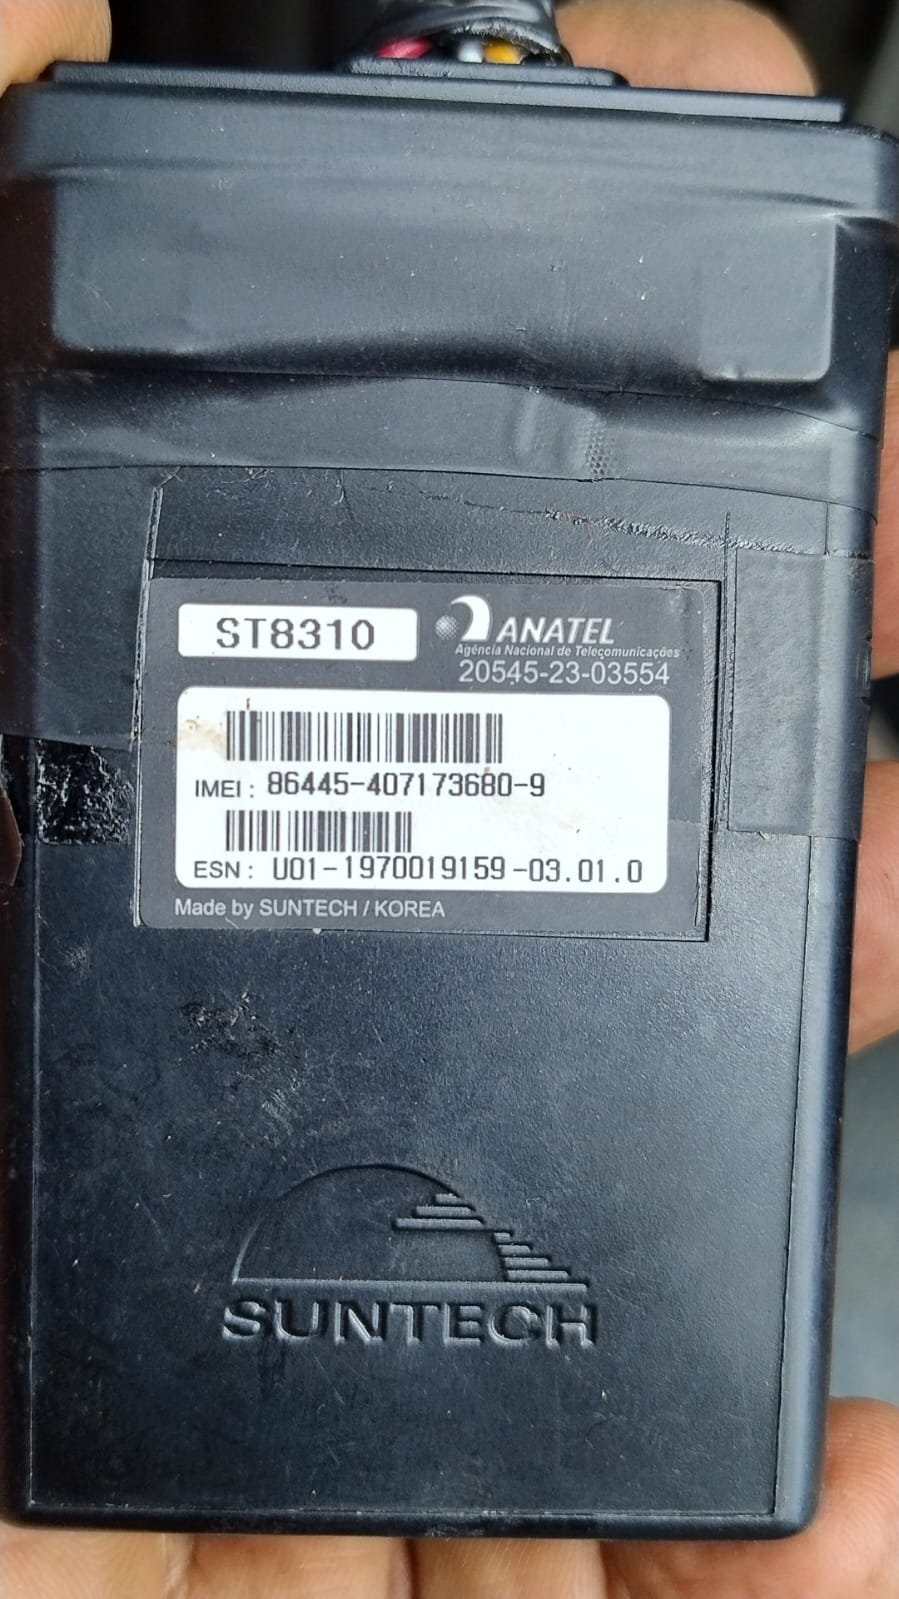 ST8310
ANATEL
Agência Nacional de Telecomunicações
20545-23-03554
IMEI: 86445-407173680-9
ESN: U01-1970019159-03.01.0
Made by SUNTECH / KOREA
SUNTECH